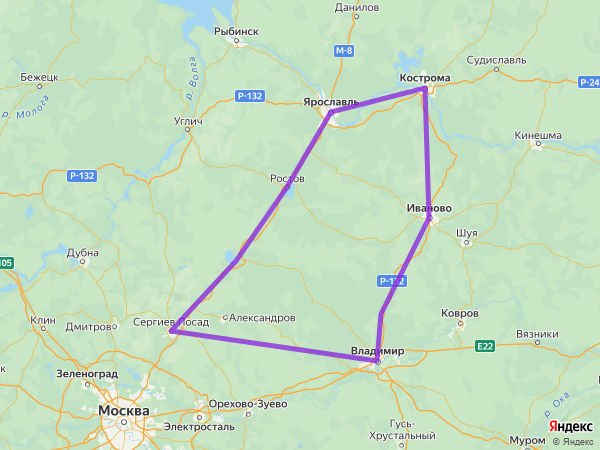 Данилов
Рыбинск
М-8
Судиславль
Кострома
Бежецк
р. Волга
Р-132
Р-24
р. Молога
Ярославль
Углич
Кинешма
Р-132
Ростов
Иваново
Шуя
Дубна
105
Р-132
Клин
Дмитров
Сергиев Посад
Александров
Ковров
Вязники
Е22
Владимир
Зеленоград
Москва
Орехово-Зуево
Электросталь
Гусь-
Хрустальный
р. Ока
Муром
Яндекс
© Яндекс